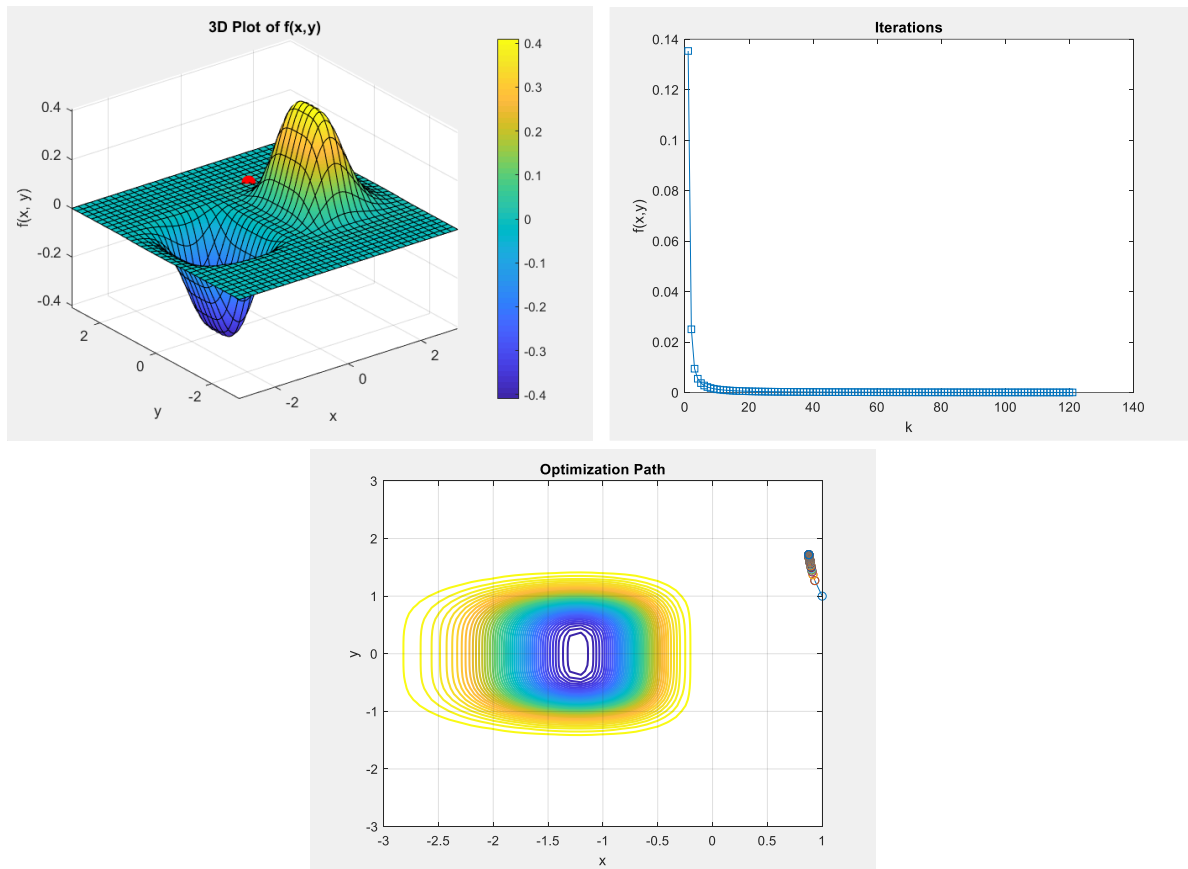 3D Plot of f(x,y)
f(x, y)
0.4
0.2
0
-0.2
-0.4
2
0
-2
y
-2
0
2
x
0.4
0.3
0.2
0.1
0
-0.1
-0.2
-0.3
-0.4
Iterations
f(x,y)
0.14
0.12
0.1
0.08
0.06
0.04
0.02
0
0 20 40 60 80 100 120 140
k
Optimization Path
y
3
2
1
0
-1
-2
-3
-3 -2.5 -2 -1.5 -1 -0.5 0 0.5 1
x